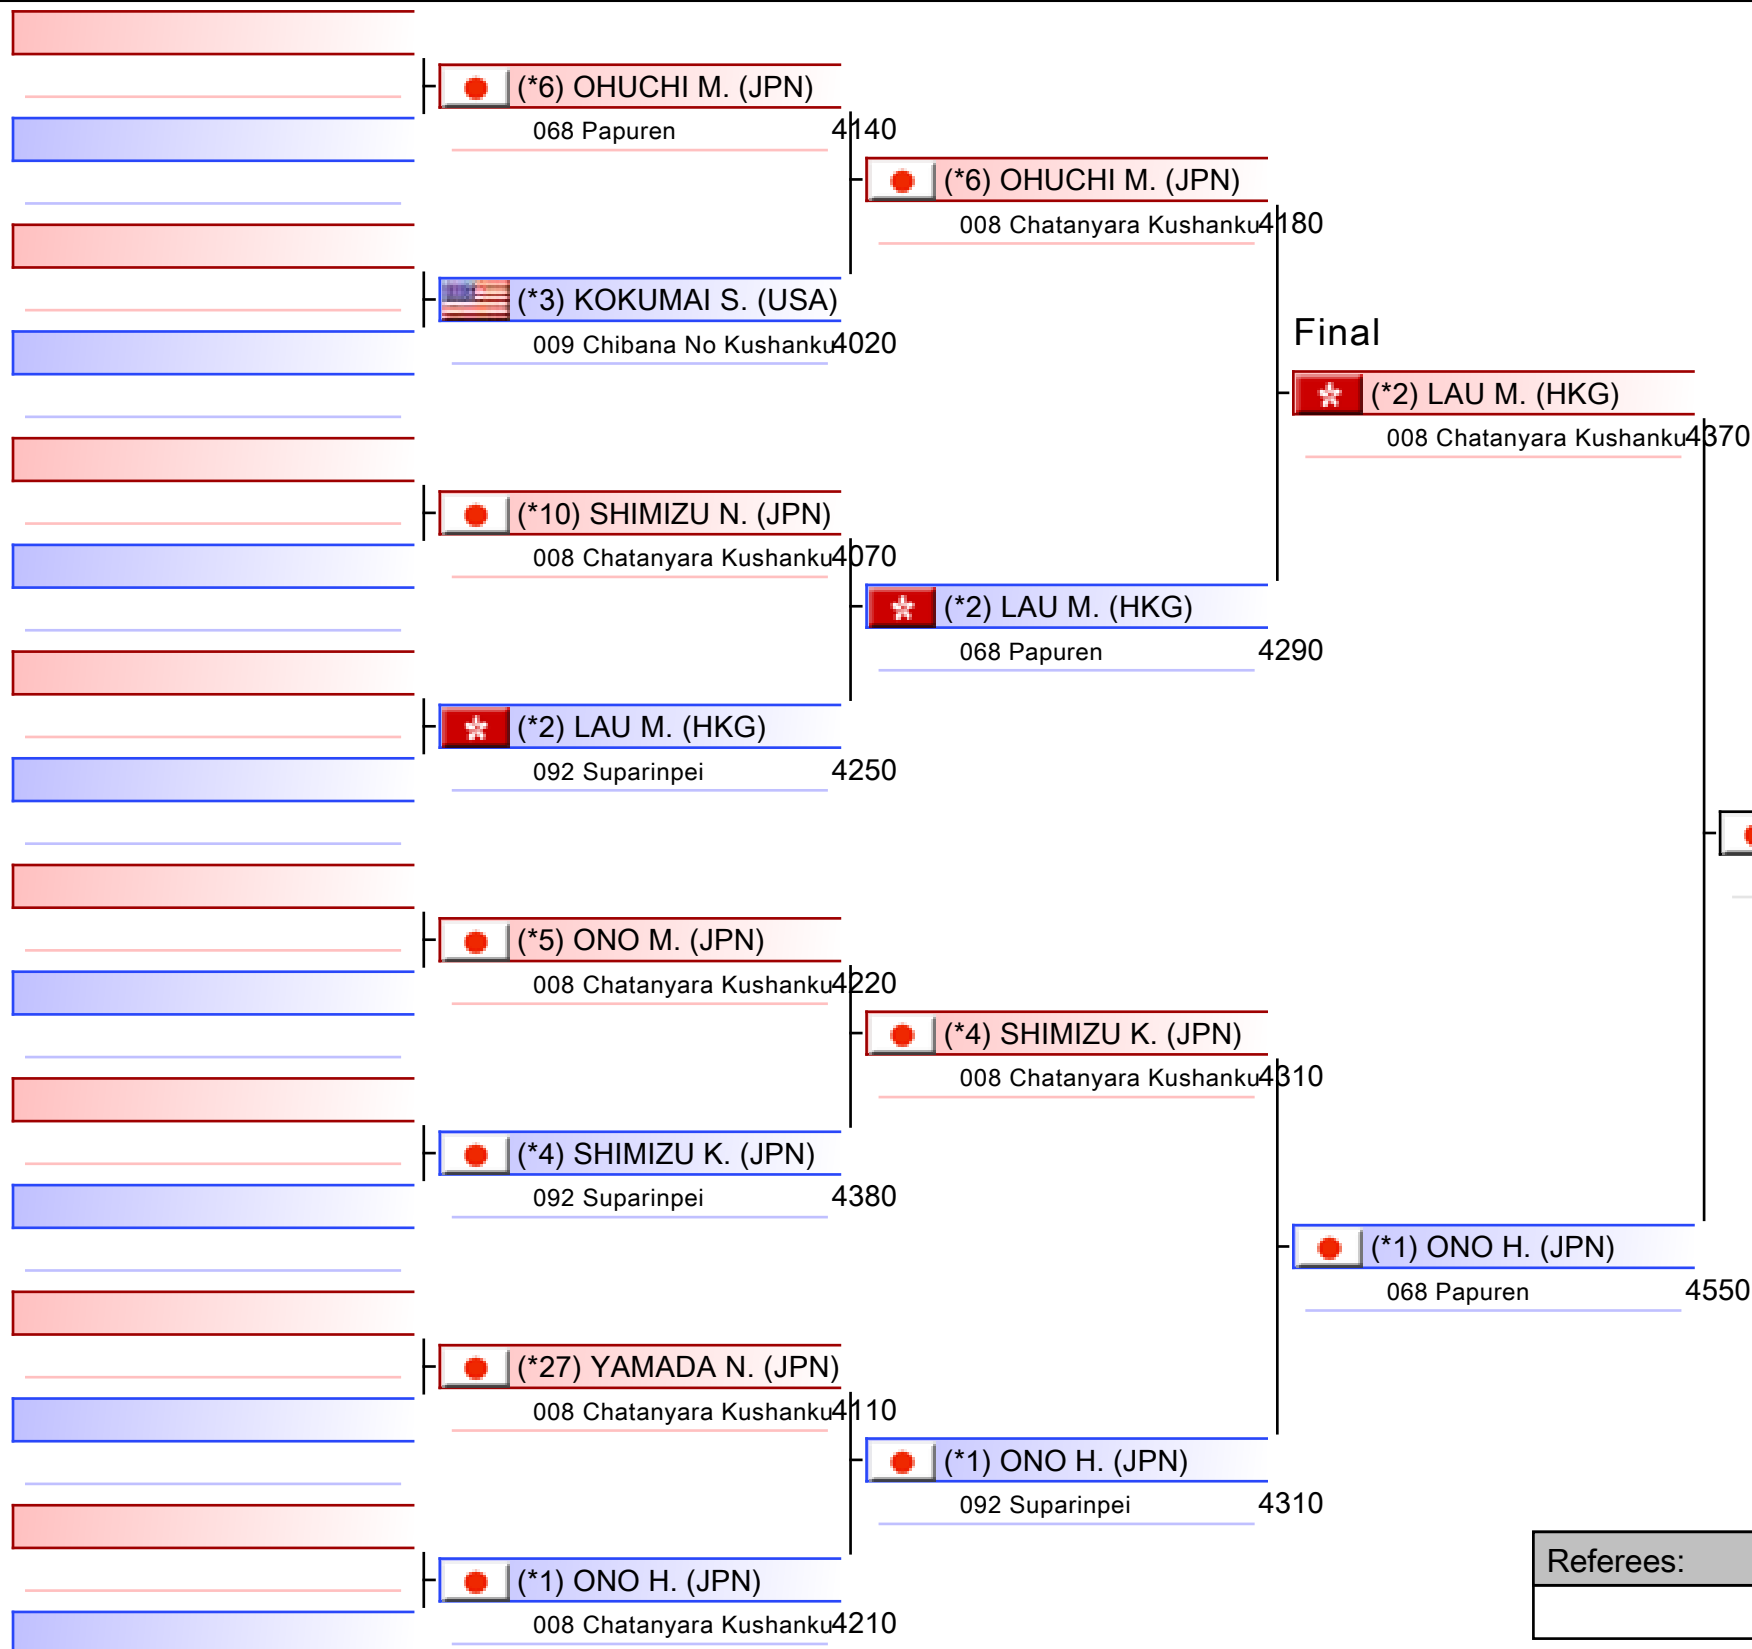 (*6) OHUCHI M. (JPN)
068 Papuren 4140
(*6) OHUCHI M. (JPN)
008 Chatanyara Kushanku 4180
(*3) KOKUMAI S. (USA)
009 Chibana No Kushanku 4020
Final
(*2) LAU M. (HKG)
008 Chatanyara Kushanku 4370
(*10) SHIMIZU N. (JPN)
008 Chatanyara Kushanku 4070
(*2) LAU M. (HKG)
068 Papuren 4290
(*2) LAU M. (HKG)
092 Suparinpei 4250
(*5) ONO M. (JPN)
008 Chatanyara Kushanku 4220
(*4) SHIMIZU K. (JPN)
008 Chatanyara Kushanku 4310
(*4) SHIMIZU K. (JPN)
092 Suparinpei 4380
(*1) ONO H. (JPN)
068 Papuren 4550
(*27) YAMADA N. (JPN)
008 Chatanyara Kushanku 4110
(*1) ONO H. (JPN)
092 Suparinpei 4310
(*1) ONO H. (JPN)
008 Chatanyara Kushanku 4210
Referees: